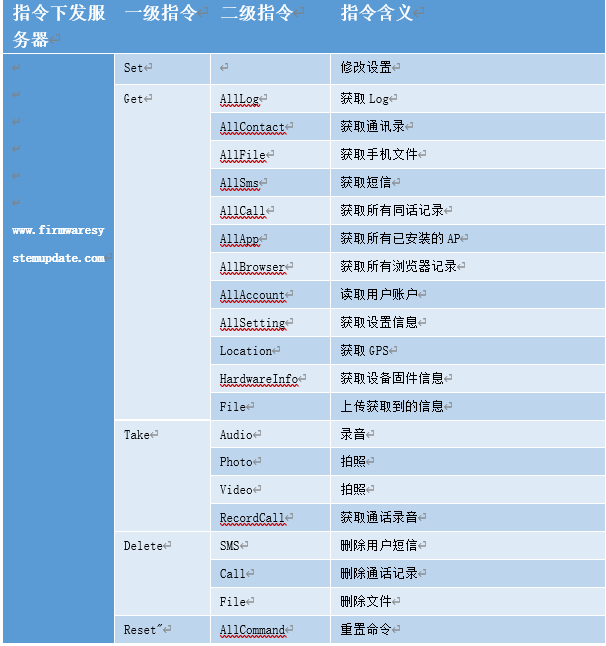 指令下发服务器 一级指令 二级指令 指令含义
www.firmwaresystemupdate.com
Set 修改设置
Get AllLog 获取 Log
AllContact 获取通讯录
AllFile 获取手机文件
AllSms 获取短信
AllCall 获取所有同话记录
AllApp 获取所有已安装的 AP
AllBrowser 获取所有浏览器记录
AllAccount 读取用户账户
AllSetting 获取设置信息
Location 获取 GPS
HardwareInfo 获取设备固件信息
File 上传获取到的信息
Take Audio 录音
Photo 拍照
Video 拍照
RecordCall 获取通话录音
Delete SMS 删除用户短信
Call 删除通话记录
File 删除文件
Reset" AllCommand 重置命令